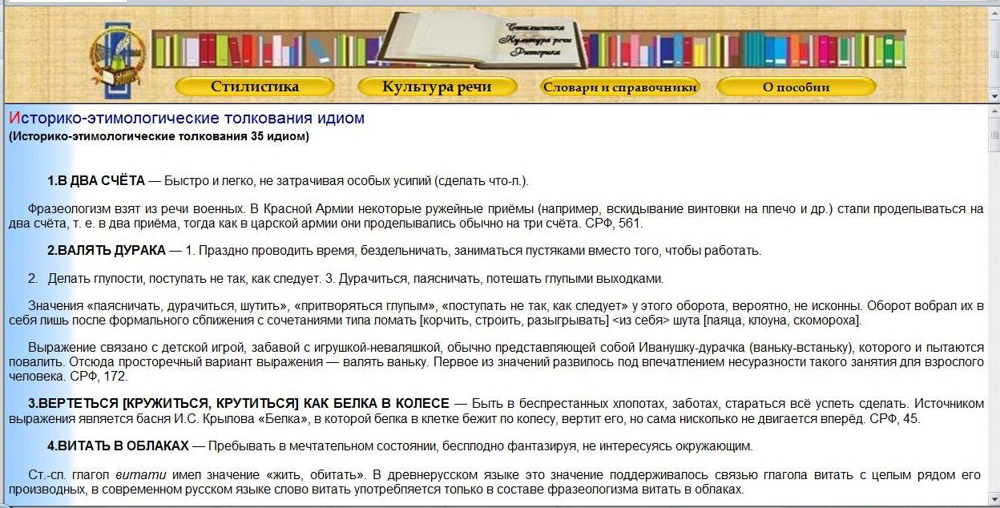 Стилистика
Культура речи
Риторика
Стилистика
Культура речи
Словари и справочники
О пособии
Историко-этимологические толкования идиом
(Историко-этимологические толкования 35 идиом)
1.В ДВА СЧЁТА — Быстро и легко, не затрачивая особых усилий (сделать что-л.).
Фразеологизм взят из речи военных. В Красной Армии некоторые ружейные приёмы (например, вскидывание винтовки на плечо и др.) стали проделываться на
два счёта, т. е. в два приёма, тогда как в царской армии они проделывались обычно на три счёта. СРФ, 561.
2.ВАЛЯТЬ ДУРАКА — 1. Праздно проводить время, бездельничать, заниматься пустяками вместо того, чтобы работать.
2. Делать глупости, поступать не так, как следует. 3. Дурачиться, паясничать, потешать глупыми выходками.
Значения «паясничать, дурачиться, шутить», «притворяться глупым», «поступать не так, как следует» у этого оборота, вероятно, не исконны. Оборот вобрал их в
себя лишь после формального сближения с сочетаниями типа ломать [корчить, строить, разыгрывать] <из себя> шута [паяца, клоуна, скомороха].
Выражение связано с детской игрой, забавой с игрушкой-неваляшкой, обычно представляющей собой Иванушку-дурачка (ваньку-встаньку), которого и пытаются
повалить. Отсюда просторечный вариант выражения — валять ваньку. Первое из значений развилось под впечатлением несуразности такого занятия для взрослого
человека. СРФ, 172.
3.ВЕРТЕТЬСЯ [КРУЖИТЬСЯ, КРУТИТЬСЯ] КАК БЕЛКА В КОЛЕСЕ — Быть в беспрестанных хлопотах, заботах, стараться всё успеть сделать. Источником
выражения является басня И.С. Крылова «Белка», в которой белка в клетке бежит по колесу, вертит его, но сама нисколько не двигается вперёд. СРФ, 45.
4.ВИТАТЬ В ОБЛАКАХ — Пребывать в мечтательном состоянии, бесплодно фантазируя, не интересуясь окружающим.
Ст.-сл. глагол витати имел значение «жить, обитать». В древнерусском языке это значение поддерживалось связью глагола витать с целым рядом его
производных, в современном русском языке слово витать употребляется только в составе фразеологизма витать в облаках.